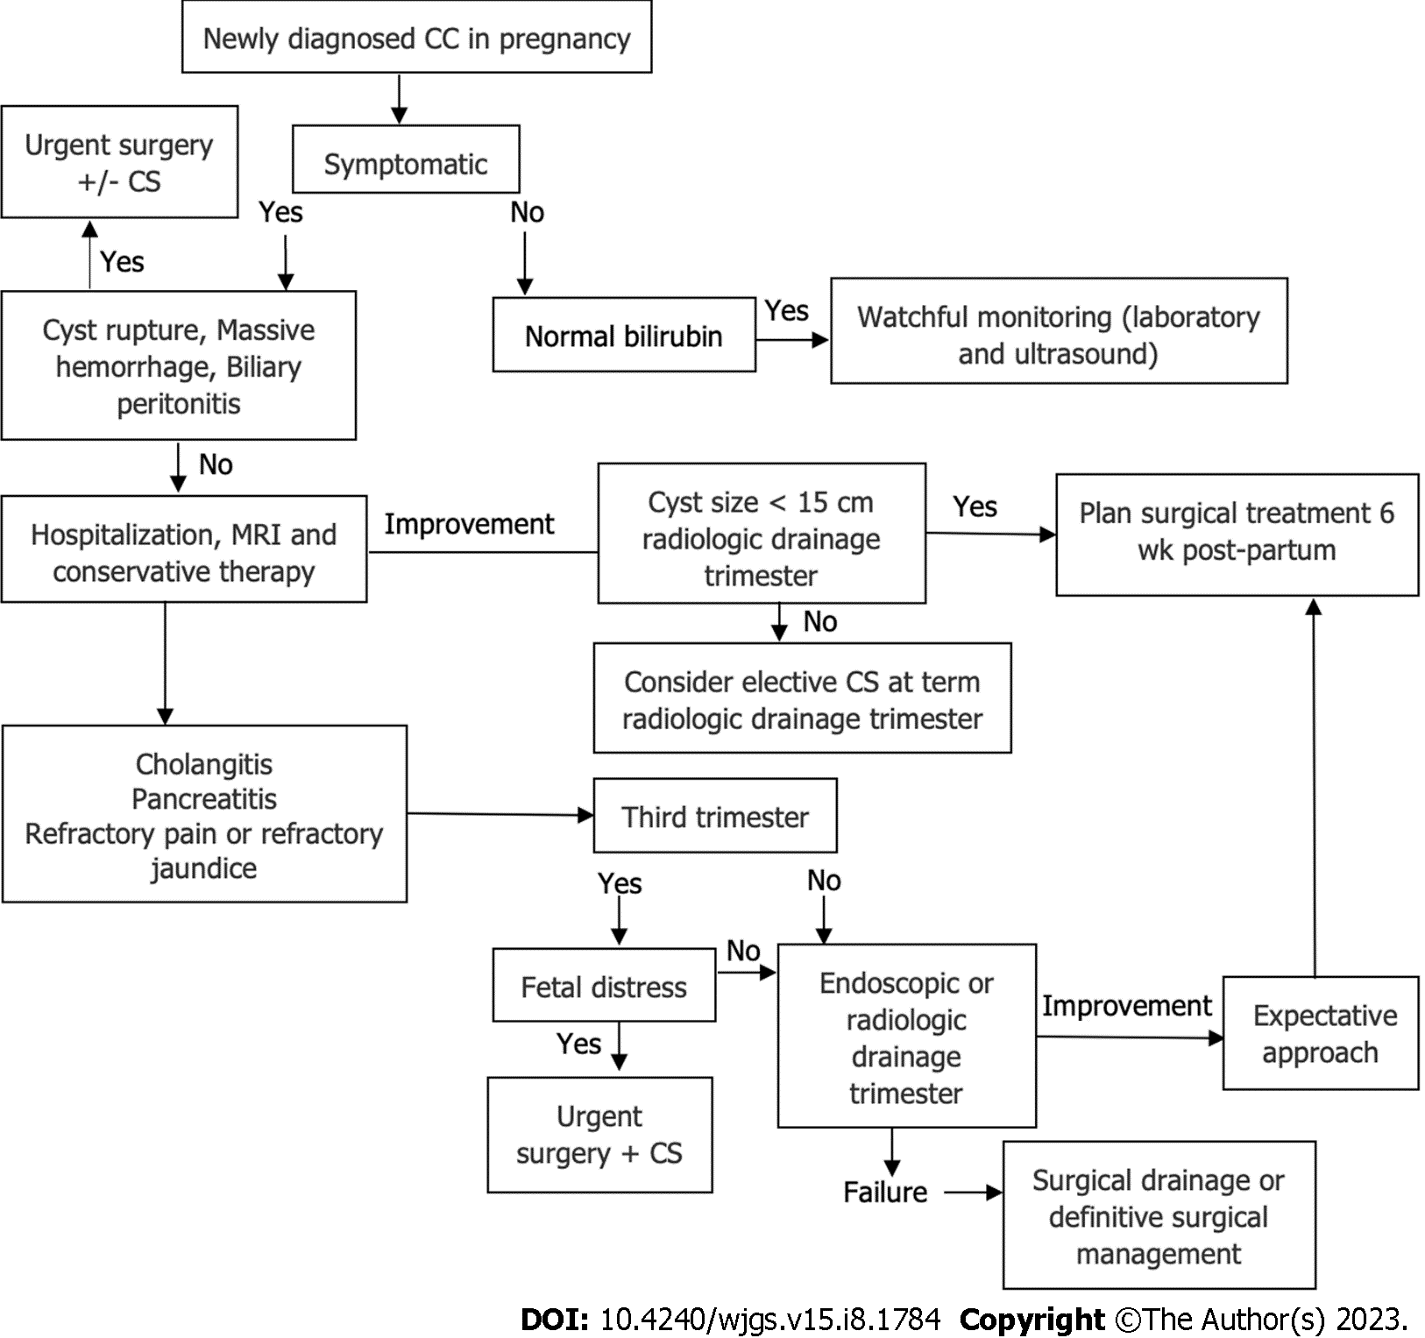 Newly diagnosed CC in pregnancy
Urgent surgery
+/- CS
Symptomatic
Yes
No
Yes
Cyst rupture, Massive
hemorrhage, Biliary
peritonitis
Normal bilirubin
Yes
Watchful monitoring (laboratory
and ultrasound)
No
Hospitalization, MRI and
conservative therapy
Improvement
Cyst size < 15 cm
radiologic drainage
trimester
Yes
Plan surgical treatment 6
wk post-partum
No
Consider elective CS at term
radiologic drainage trimester
Cholangitis
Pancreatitis
Refractory pain or refractory
jaundice
Third trimester
Yes
No
Fetal distress
No
Endoscopic or
radiologic
drainage
trimester
Improvement
Expectative
approach
Yes
Urgent
surgery + CS
Failure
Surgical drainage or
definitive surgical
management
DOI: 10.4240/wjgs.v15.i8.1784 Copyright ©The Author(s) 2023.